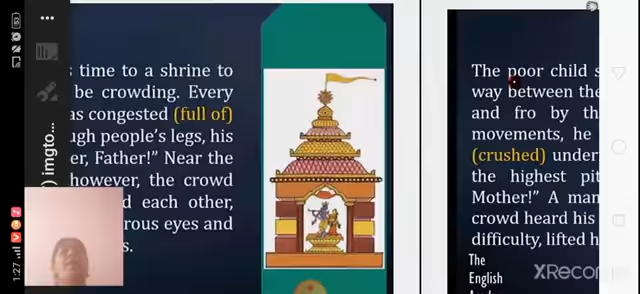 s time to a shrine to
be crowding. Every
as congested (full of)
ugh people's legs, his
er, Father!" Near the
however, the crowd
d each other,
rous eyes and
s.
The poor child s
way between the
and fro by th
movements, he
(crushed) under
the highest pit
Mother!" A man
crowd heard his
difficulty, lifted h
The
English
) imgto...
53
1:27
XRecor